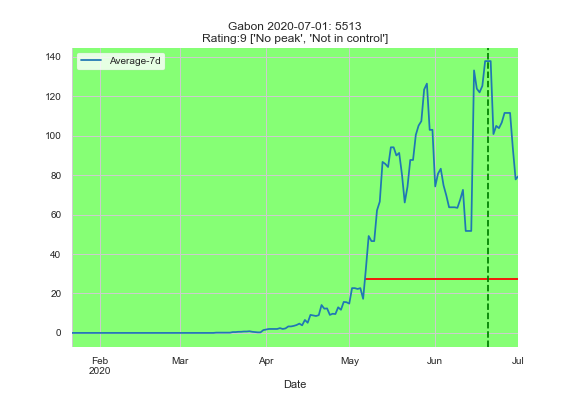 Gabon 2020-07-01: 5513
Rating:9 ['No peak', 'Not in control']
Average-7d
140
120
100
80
60
40
20
0
Feb
2020
Mar
Apr
May
Jun
Jul
Date